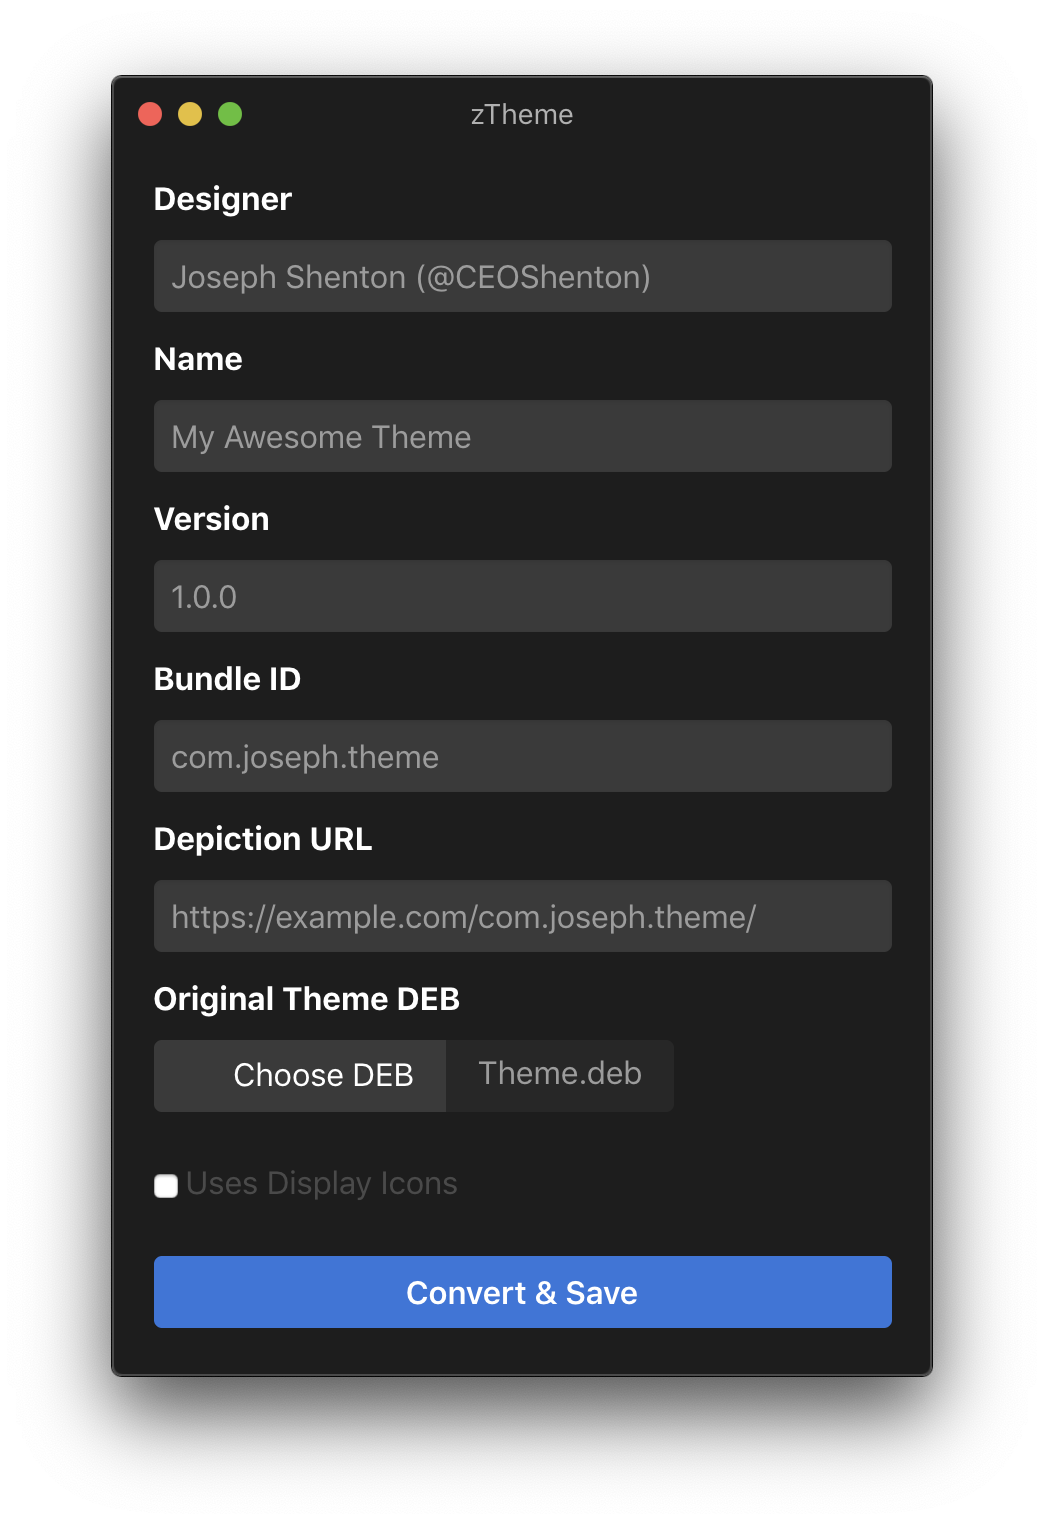 zTheme
Designer
Joseph Shenton (@CEOShenton)
Name
My Awesome Theme
Version
1.0.0
Bundle ID
com.joseph.theme
Depiction URL
https://example.com/com.joseph.theme/
Original Theme DEB
Choose DEB Theme.deb
Uses Display Icons
Convert & Save